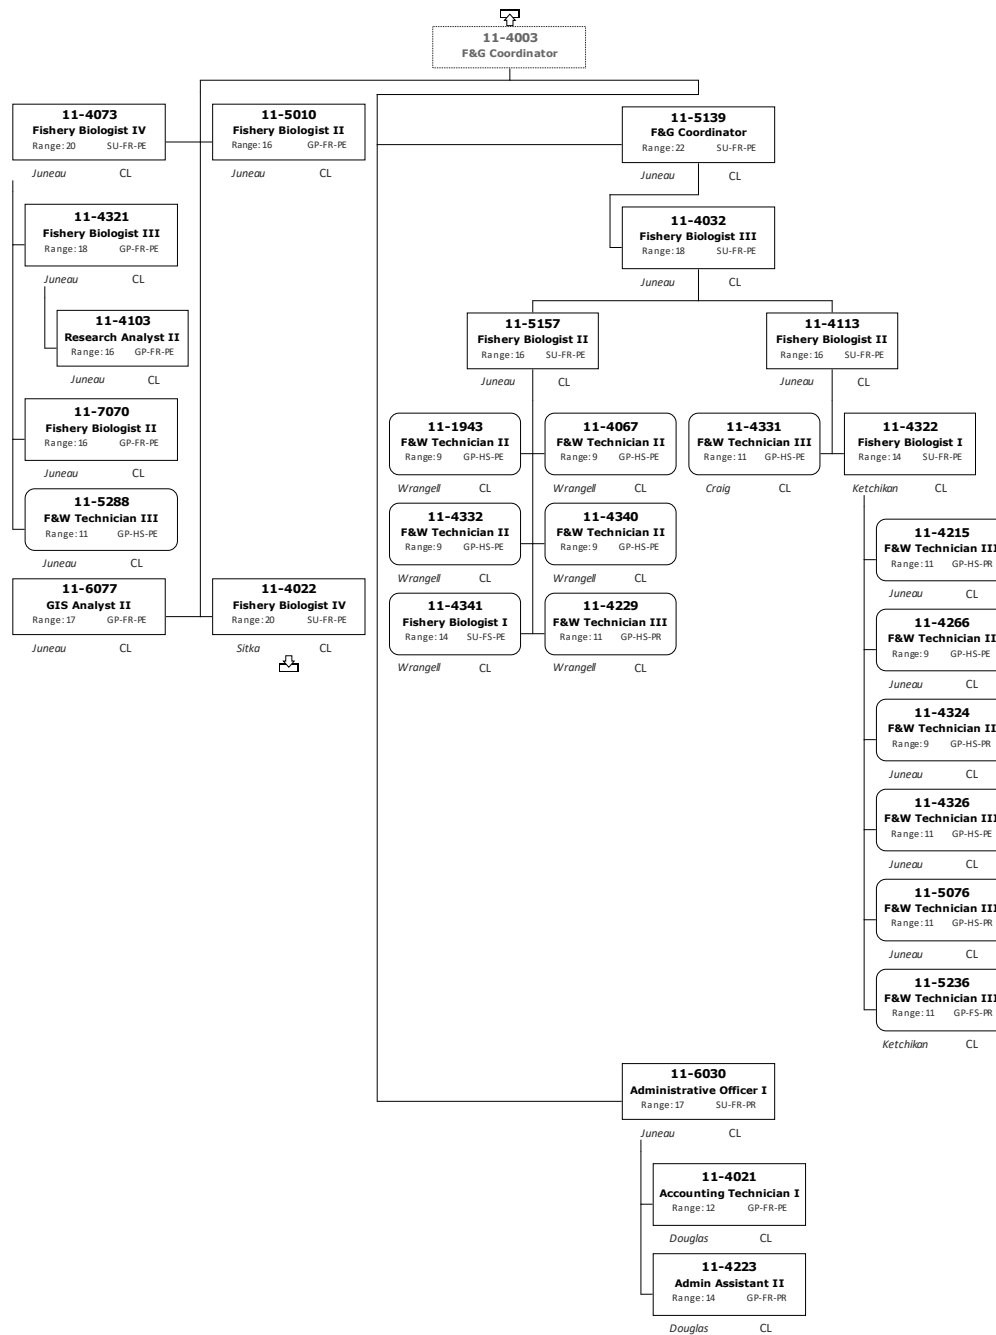 11-4003
F&G Coordinator
11-4073
Fishery Biologist IV
Range: 20 SU-FR-PE
Juneau CL
11-5010
Fishery Biologist II
Range: 16 GP-FR-PE
Juneau CL
11-4321
Fishery Biologist III
Range: 18 GP-FR-PE
Juneau CL
11-4103
Research Analyst II
Range: 16 GP-FR-PE
Juneau CL
11-7070
Fishery Biologist II
Range: 16 GP-FR-PE
Juneau CL
11-5288
F&W Technician III
Range: 11 GP-HS-PE
Juneau CL
11-6077
GIS Analyst II
Range: 17 GP-FR-PE
Juneau CL
11-4022
Fishery Biologist IV
Range: 20 SU-FR-PE
Sitka CL
11-5139
F&G Coordinator
Range: 22 SU-FR-PE
Juneau CL
11-4032
Fishery Biologist III
Range: 18 SU-FR-PE
Juneau CL
11-5157
Fishery Biologist II
Range: 16 SU-FR-PE
Juneau CL
11-1943
F&W Technician II
Range: 9 GP-HS-PE
Wrangell CL
11-4067
F&W Technician II
Range: 9 GP-HS-PE
Wrangell CL
11-4332
F&W Technician II
Range: 9 GP-HS-PE
Wrangell CL
11-4340
F&W Technician II
Range: 9 GP-HS-PE
Wrangell CL
11-4341
Fishery Biologist I
Range: 14 SU-FS-PE
Wrangell CL
11-4229
F&W Technician III
Range: 11 GP-HS-PR
Wrangell CL
11-4113
Fishery Biologist II
Range: 16 SU-FR-PE
Juneau CL
11-4331
F&W Technician III
Range: 11 GP-HS-PE
Craig CL
11-4322
Fishery Biologist I
Range: 14 SU-FR-PE
Ketchikan CL
11-4215
F&W Technician III
Range: 11 GP-HS-PR
Juneau CL
11-4266
F&W Technician II
Range: 9 GP-HS-PE
Juneau CL
11-4324
F&W Technician II
Range: 9 GP-HS-PR
Juneau CL
11-4326
F&W Technician III
Range: 11 GP-HS-PE
Juneau CL
11-5076
F&W Technician III
Range: 11 GP-HS-PR
Juneau CL
11-5236
F&W Technician III
Range: 11 GP-FS-PR
Ketchikan CL
11-6030
Administrative Officer I
Range: 17 SU-FR-PR
Juneau CL
11-4021
Accounting Technician I
Range: 12 GP-FR-PE
Douglas CL
11-4223
Admin Assistant II
Range: 14 GP-FR-PR
Douglas CL